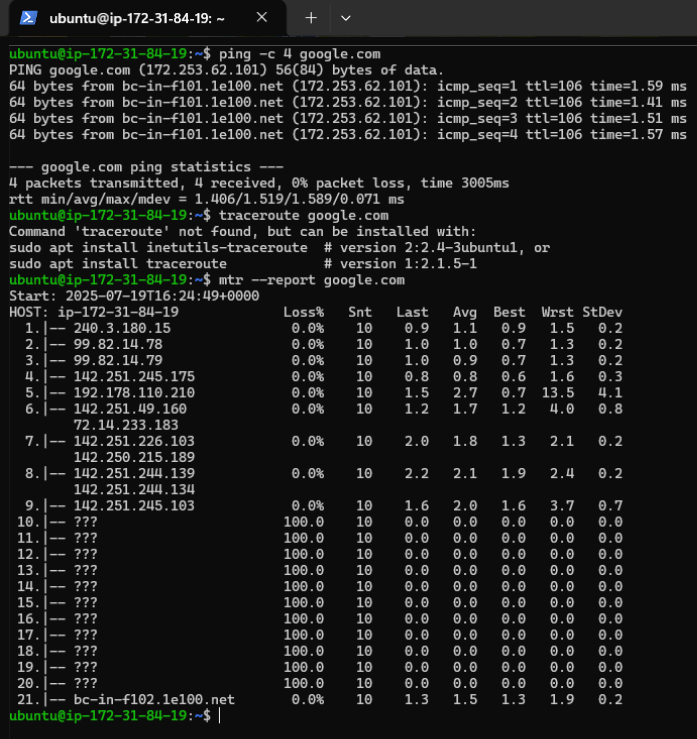 ubuntu@ip-172-31-84-19: ~
ubuntu@ip-172-31-84-19:~$ ping -c 4 google.com
PING google.com (172.253.62.101) 56(84) bytes of data.
64 bytes from bc-in-f101.1e100.net (172.253.62.101): icmp_seq=1 ttl=106 time=1.59 ms
64 bytes from bc-in-f101.1e100.net (172.253.62.101): icmp_seq=2 ttl=106 time=1.41 ms
64 bytes from bc-in-f101.1e100.net (172.253.62.101): icmp_seq=3 ttl=106 time=1.51 ms
64 bytes from bc-in-f101.1e100.net (172.253.62.101): icmp_seq=4 ttl=106 time=1.57 ms
--- google.com ping statistics ---
4 packets transmitted, 4 received, 0% packet loss, time 3005ms
rtt min/avg/max/mdev = 1.406/1.519/1.589/0.071 ms
ubuntu@ip-172-31-84-19:~$ traceroute google.com
Command 'traceroute' not found, but can be installed with:
sudo apt install inetutils-traceroute  # version 2:2.4-3ubuntu1, or
sudo apt install traceroute            # version 1:2.1.5-1
ubuntu@ip-172-31-84-19:~$ mtr --report google.com
Start: 2025-07-19T16:24:49+0000
HOST: ip-172-31-84-19             Loss%   Snt   Last   Avg  Best  Wrst StDev
  1.|-- 240.3.180.15               0.0%    10    0.9   1.1   0.9   1.5   0.2
  2.|-- 99.82.14.78                0.0%    10    1.0   1.0   0.7   1.3   0.2
  3.|-- 99.82.14.79                0.0%    10    1.0   0.9   0.7   1.3   0.2
  4.|-- 142.251.245.175            0.0%    10    0.8   0.8   0.6   1.6   0.3
  5.|-- 192.178.110.210            0.0%    10    1.5   2.7   0.7  13.5   4.1
  6.|-- 142.251.49.160             0.0%    10    1.2   1.7   1.2   4.0   0.8
        72.14.233.183
  7.|-- 142.251.226.103            0.0%    10    2.0   1.8   1.3   2.1   0.2
        142.250.215.189
  8.|-- 142.251.244.139            0.0%    10    2.2   2.1   1.9   2.4   0.2
        142.251.244.134
  9.|-- 142.251.245.103            0.0%    10    1.6   2.0   1.6   3.7   0.7
 10.|-- ???                       100.0    10    0.0   0.0   0.0   0.0   0.0
 11.|-- ???                       100.0    10    0.0   0.0   0.0   0.0   0.0
 12.|-- ???                       100.0    10    0.0   0.0   0.0   0.0   0.0
 13.|-- ???                       100.0    10    0.0   0.0   0.0   0.0   0.0
 14.|-- ???                       100.0    10    0.0   0.0   0.0   0.0   0.0
 15.|-- ???                       100.0    10    0.0   0.0   0.0   0.0   0.0
 16.|-- ???                       100.0    10    0.0   0.0   0.0   0.0   0.0
 17.|-- ???                       100.0    10    0.0   0.0   0.0   0.0   0.0
 18.|-- ???                       100.0    10    0.0   0.0   0.0   0.0   0.0
 19.|-- ???                       100.0    10    0.0   0.0   0.0   0.0   0.0
 20.|-- ???                       100.0    10    0.0   0.0   0.0   0.0   0.0
 21.|-- bc-in-f102.1e100.net       0.0%    10    1.3   1.5   1.3   1.9   0.2
ubuntu@ip-172-31-84-19:~$